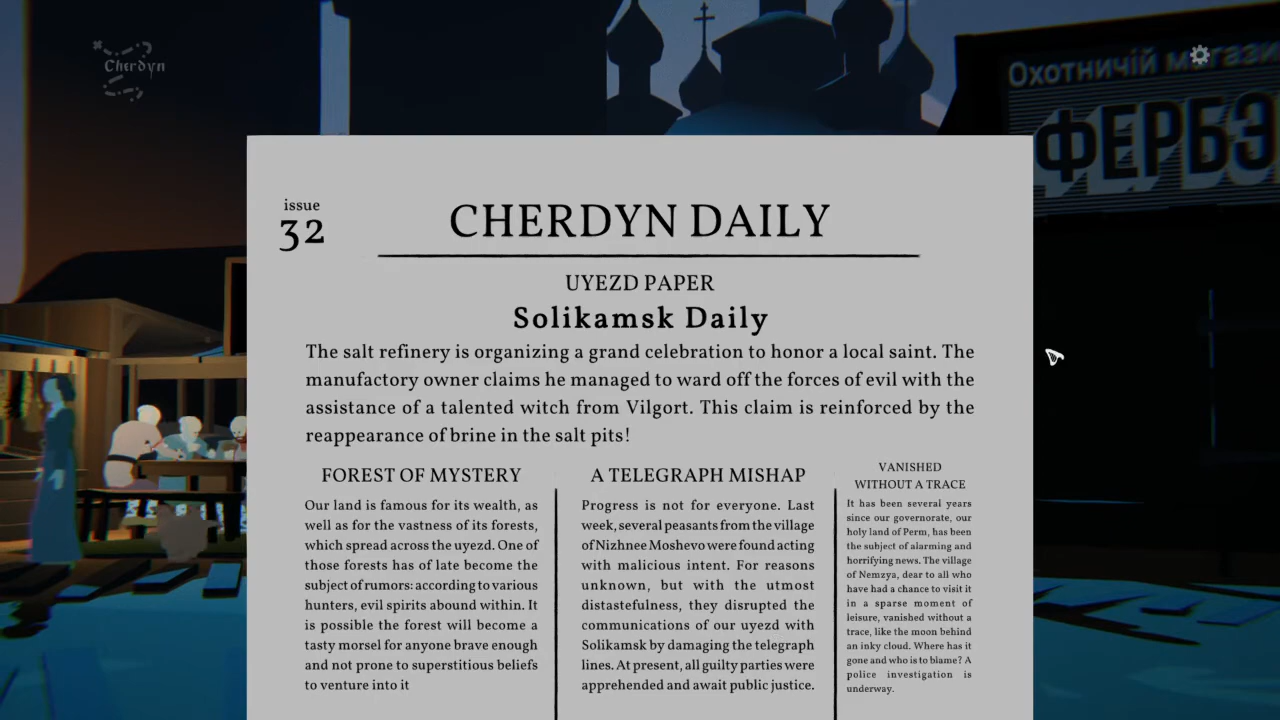 Cherdyn
Охотничій магази
ФЕРБЭ
issue
32
CHERDYN DAILY
UYEZD PAPER
Solikamsk Daily
The salt refinery is organizing a grand celebration to honor a local saint. The
manufactory owner claims he managed to ward off the forces of evil with the
assistance of a talented witch from Vilgort. This claim is reinforced by the
reappearance of brine in the salt pits!
FOREST OF MYSTERY
Our land is famous for its wealth, as
well as for the vastness of its forests,
which spread across the uyezd. One of
those forests has of late become the
subject of rumors: according to various
hunters, evil spirits abound within. It
is possible the forest will become a
tasty morsel for anyone brave enough
and not prone to superstitious beliefs
to venture into it
A TELEGRAPH MISHAP
Progress is not for everyone. Last
week, several peasants from the village
of Nizhnee Moshevo were found acting
with malicious intent. For reasons
unknown, but with the utmost
distastefulness, they disrupted the
communications of our uyezd with
Solikamsk by damaging the telegraph
lines. At present, all guilty parties were
apprehended and await public justice.
VANISHED
WITHOUT A TRACE
It has been several years
since our governorate, our
holy land of Perm, has been
the subject of alarming and
horrifying news. The village
of Nemzya, dear to all who
have had a chance to visit it
in a sparse moment of
leisure, vanished without a
trace, like the moon behind
an inky cloud. Where has it
gone and who is to blame? A
police investigation is
underway.